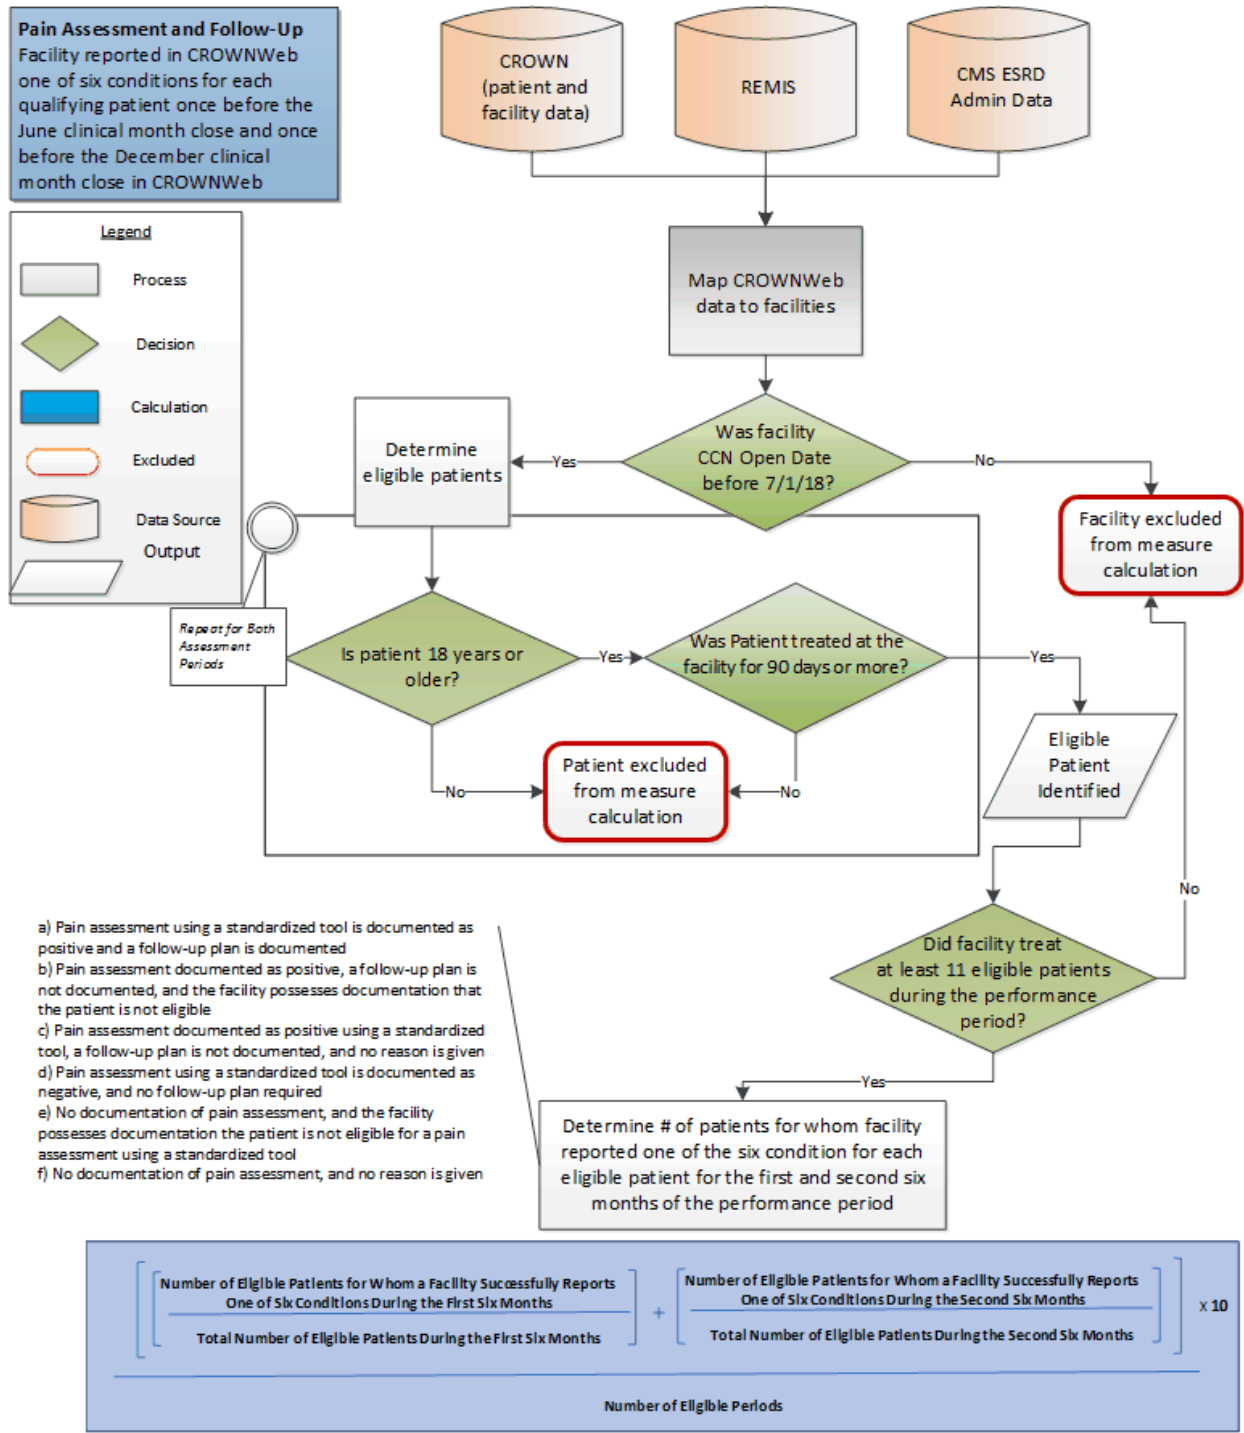 Pain Assessment and Follow-Up
Facility reported in CROWNWeb
one of six conditions for each
qualifying patient once before the
June clinical month close and once
before the December clinical
month close in CROWNWeb
CROWN
(patient and
facility data)
REMIS
CMS ESRD
Admin Data
Legend
Process
Decision
Calculation
Excluded
Data Source
Output
Map CROWNWeb
data to facilities
Was facility
CCN Open Date
before 7/1/18?
Yes
No
Determine
eligible patients
Facility excluded
from measure
calculation
Repeat for Both
Assessment
Periods
Is patient 18 years or
older?
Yes
Was Patient treated at the
facility for 90 days or more?
Yes
No
Patient excluded
from measure
calculation
No
Eligible
Patient
Identified
No
Did facility treat
at least 11 eligible patients
during the performance
period?
Yes
a) Pain assessment using a standardized tool is documented as
positive and a follow-up plan is documented
b) Pain assessment documented as positive, a follow-up plan is
not documented, and the facility possesses documentation that
the patient is not eligible
c) Pain assessment documented as positive using a standardized
tool, a follow-up plan is not documented, and no reason is given
d) Pain assessment using a standardized tool is documented as
negative, and no follow-up plan required
e) No documentation of pain assessment, and the facility
possesses documentation the patient is not eligible for a pain
assessment using a standardized tool
f) No documentation of pain assessment, and no reason is given
Determine # of patients for whom facility
reported one of the six condition for each
eligible patient for the first and second six
months of the performance period
Number of Eligible Patients for Whom a Facility Successfully Reports
One of Six Conditions During the First Six Months
Total Number of Eligible Patients During the First Six Months
+
Number of Eligible Patients for Whom a Facility Successfully Reports
One of Six Conditions During the Second Six Months
Total Number of Eligible Patients During the Second Six Months
x 10
Number of Eligible Periods